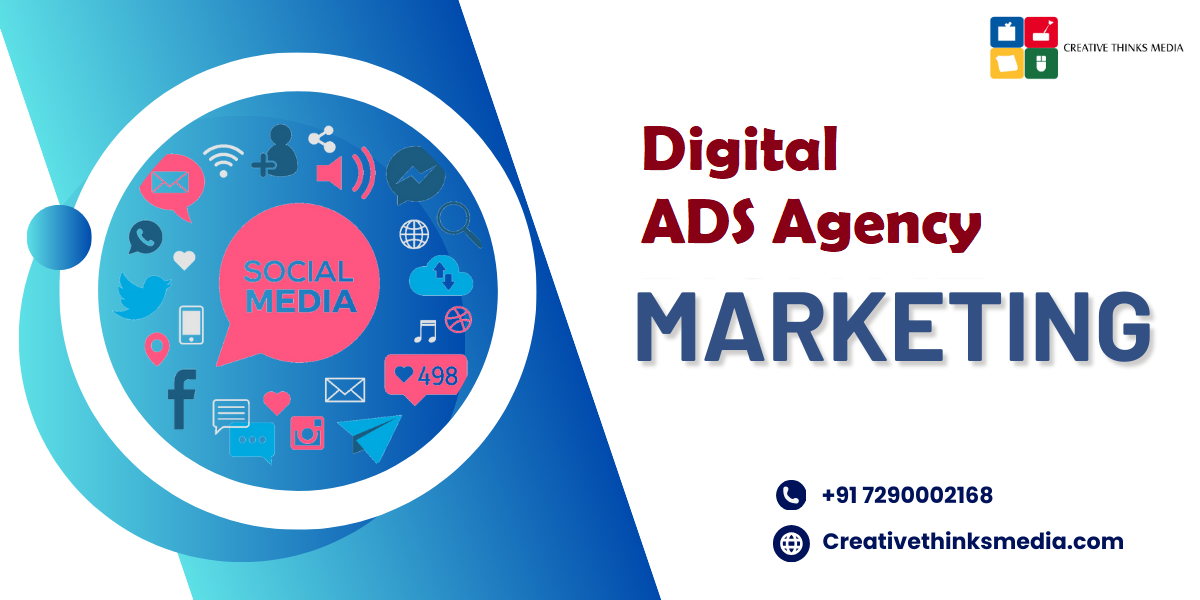 CREATIVE THINKS MEDIA
Digital
ADS Agency
MARKETING
SOCIAL
MEDIA
498
+91 7290002168
Creativethinksmedia.com